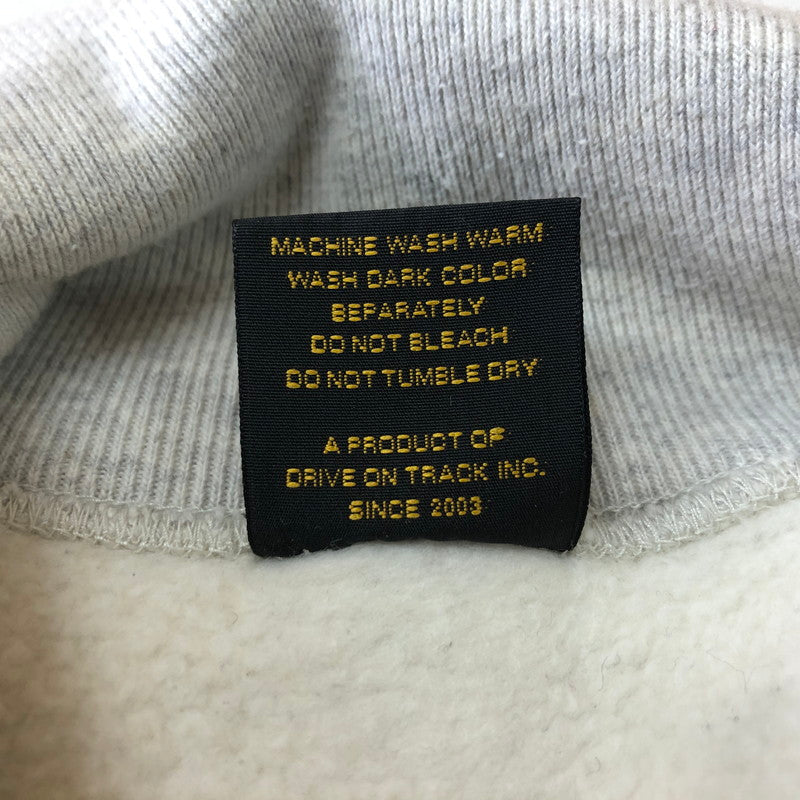 MACHINE WASH WARM
WASH DARK COLOR
BEPARATELY
DO NOT BLEACH
DO NOT TUMBLE DRY
A PRODUCT OF
DRIVE ON TRACK INC.
SINCE 2003